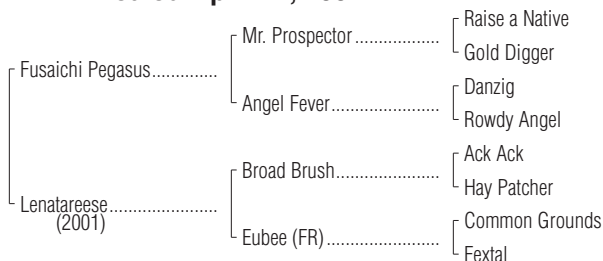 Raise a Native
Mr. Prospector...................
Gold Digger
Fusaichi Pegasus..............
Danzig
Angel Fever........................
Rowdy Angel
Ack Ack
Broad Brush.......................
Hay Patcher
Lenatareese.......................
(2001)
Common Grounds
Eubee (FR).........................
Fextal